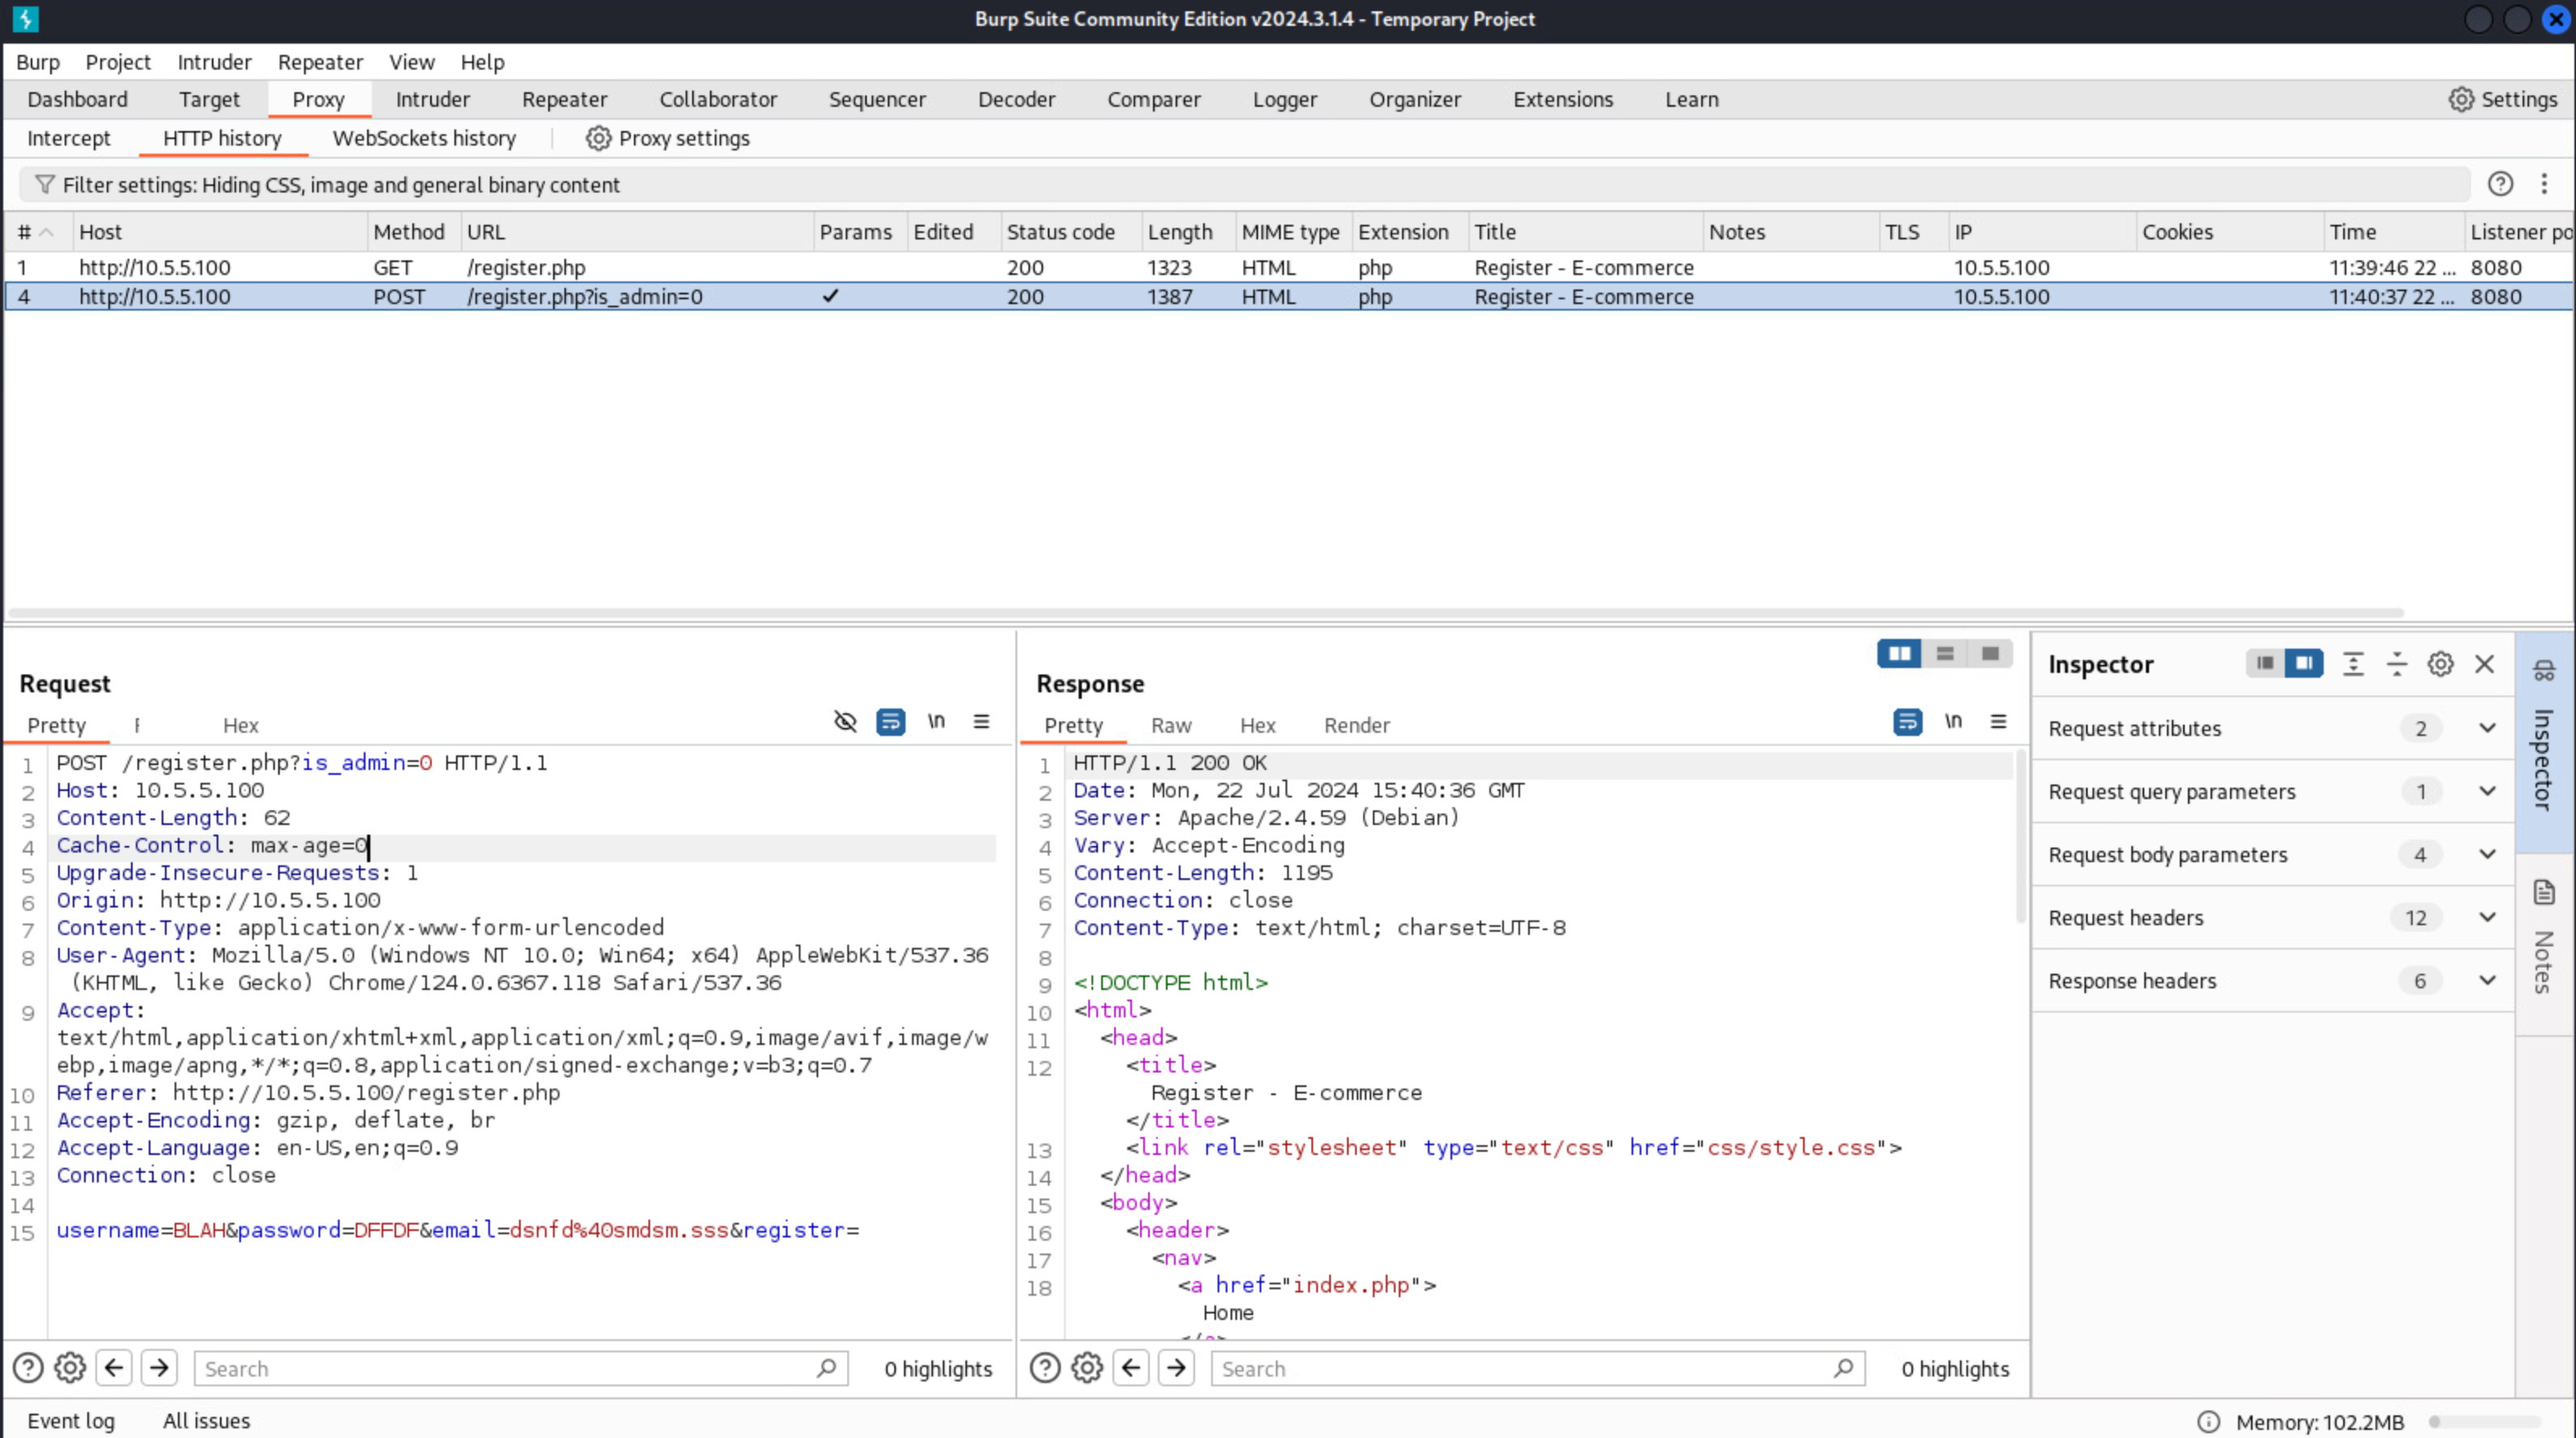 Burp Suite Community Edition v2024.3.1.4 - Temporary Project
Burp Project Intruder Repeater View Help
Dashboard Target Proxy Intruder Repeater Collaborator Sequencer Decoder Comparer Logger Organizer Extensions Learn Settings
Intercept HTTP history WebSockets history Proxy settings
Filter settings: Hiding CSS, image and general binary content
# Host Method URL Params Edited Status code Length MIME type Extension Title Notes TLS IP Cookies Time Listener po
1 http://10.5.5.100 GET /register.php 200 1323 HTML php Register - E-commerce 10.5.5.100 11:39:46 22 ... 8080
4 http://10.5.5.100 POST /register.php?is_admin=0 ✓ 200 1387 HTML php Register - E-commerce 10.5.5.100 11:40:37 22 ... 8080
Request
Pretty Hex \n
1 POST /register.php?is_admin=0 HTTP/1.1
2 Host: 10.5.5.100
3 Content-Length: 62
4 Cache-Control: max-age=0
5 Upgrade-Insecure-Requests: 1
6 Origin: http://10.5.5.100
7 Content-Type: application/x-www-form-urlencoded
8 User-Agent: Mozilla/5.0 (Windows NT 10.0; Win64; x64) AppleWebKit/537.36
(KHTML, like Gecko) Chrome/124.0.6367.118 Safari/537.36
9 Accept:
text/html,application/xhtml+xml,application/xml;q=0.9,image/avif,image/w
ebp,image/apng,*/*;q=0.8,application/signed-exchange;v=b3;q=0.7
10 Referer: http://10.5.5.100/register.php
11 Accept-Encoding: gzip, deflate, br
12 Accept-Language: en-US,en;q=0.9
13 Connection: close
14
15 username=BLAH&password=DFFDF&email=dsnfd%40smdsm.sss&register=
Search 0 highlights
Response
Pretty Raw Hex Render \n
1 HTTP/1.1 200 OK
2 Date: Mon, 22 Jul 2024 15:40:36 GMT
3 Server: Apache/2.4.59 (Debian)
4 Vary: Accept-Encoding
5 Content-Length: 1195
6 Connection: close
7 Content-Type: text/html; charset=UTF-8
8
9 <!DOCTYPE html>
10 <html>
11 <head>
12 <title>
Register - E-commerce
</title>
13 <link rel="stylesheet" type="text/css" href="css/style.css">
14 </head>
15 <body>
16 <header>
17 <nav>
18 <a href="index.php">
Home
</a>
Search 0 highlights
Inspector
Request attributes 2
Request query parameters 1
Request body parameters 4
Request headers 12
Response headers 6
Inspector
Notes
Event log All issues Memory: 102.2MB